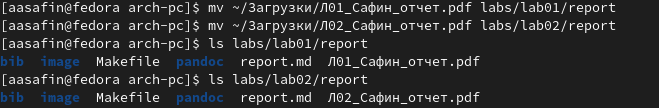 [aasafin@fedora arch-pc]$ mv ~/Загрузки/Л01_Сафин_отчет.pdf labs/lab01/report
[aasafin@fedora arch-pc]$ mv ~/Загрузки/Л02_Сафин_отчет.pdf labs/lab02/report
[aasafin@fedora arch-pc]$ ls labs/lab01/report
bib image Makefile pandoc report.md Л01_Сафин_отчет.pdf
[aasafin@fedora arch-pc]$ ls labs/lab02/report
bib image Makefile pandoc report.md Л02_Сафин_отчет.pdf